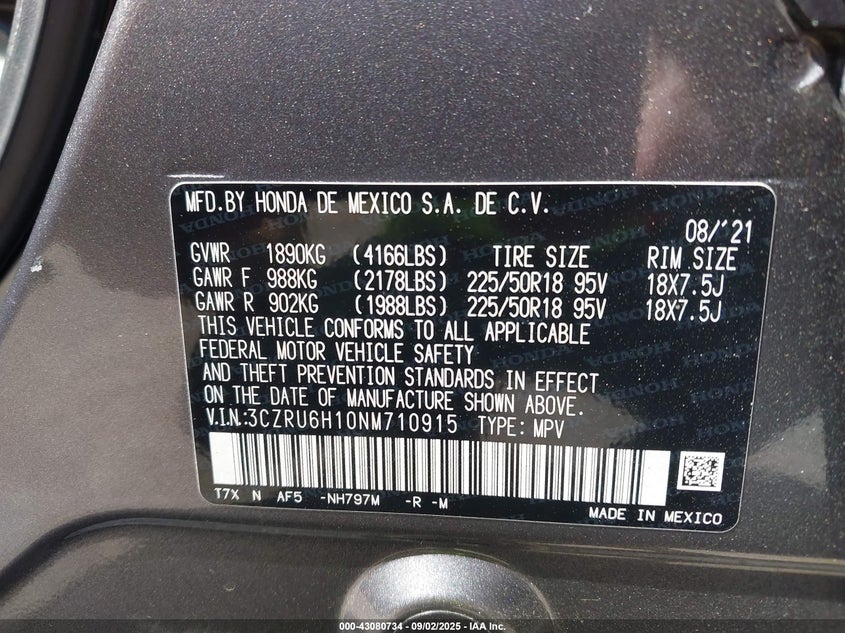 MFD.BY HONDA DE MEXICO S.A. DE C.V.
08/'21
GVWR 1890KG (4166LBS) TIRE SIZE RIM SIZE
GAWR F 988KG (2178LBS) 225/50R18 95V 18X7.5J
GAWR R 902KG (1988LBS) 225/50R18 95V 18X7.5J
THIS VEHICLE CONFORMS TO ALL APPLICABLE
FEDERAL MOTOR VEHICLE SAFETY
AND THEFT PREVENTION STANDARDS IN EFFECT
ON THE DATE OF MANUFACTURE SHOWN ABOVE.
V.I.N.:3CZRU6H10NM710915 TYPE: MPV
T7X N AF5 -NH797M -R -M
MADE IN MEXICO
000-43080734 - 09/02/2025 - IAA, Inc.